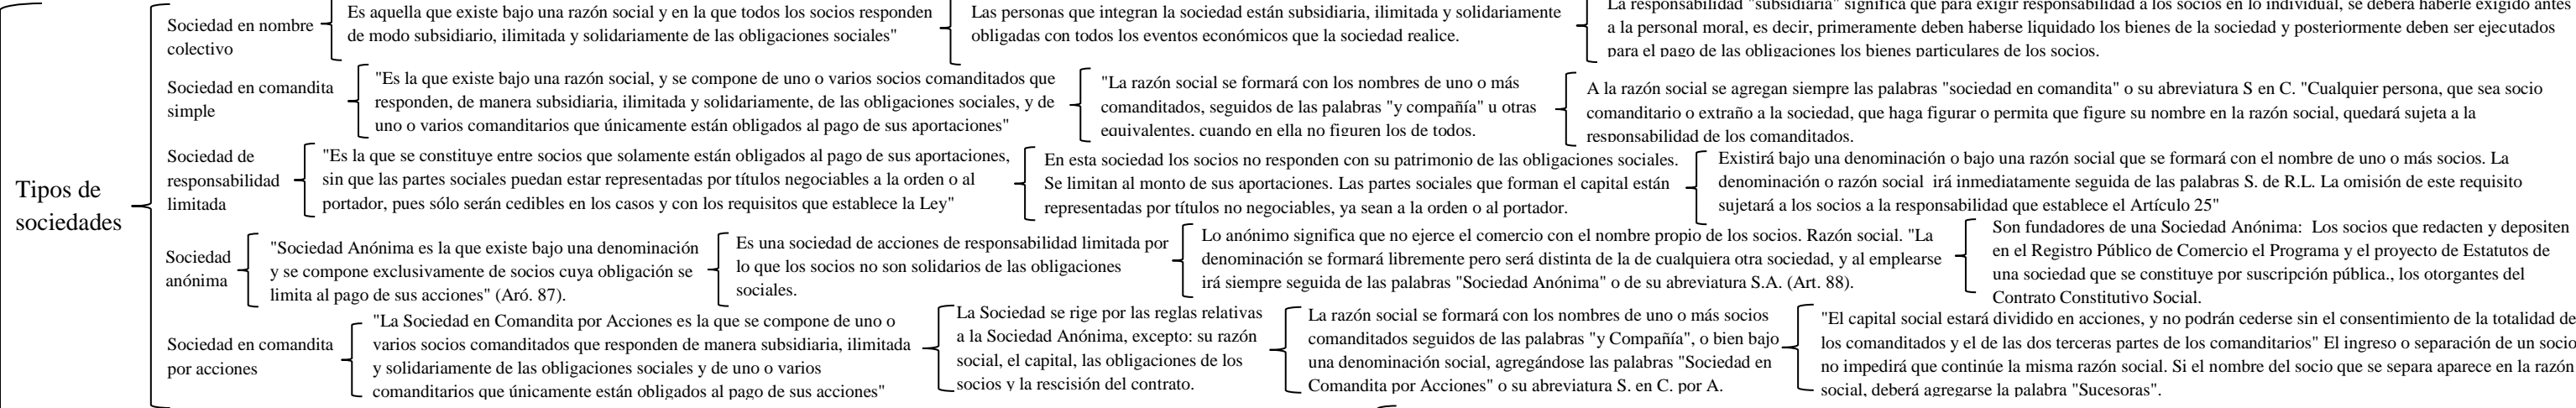 Tipos de
sociedades
Sociedad en nombre
colectivo
Es aquella que existe bajo una razón social y en la que todos los socios responden
de modo subsidiario, ilimitada y solidariamente de las obligaciones sociales"
Las personas que integran la sociedad están subsidiaria, ilimitada y solidariamente
obligadas con todos los eventos económicos que la sociedad realice.
La responsabilidad "subsidiaria" significa que para exigir responsabilidad a los socios en lo individual, se deberá haberle exigido antes
a la personal moral, es decir, primeramente deben haberse liquidado los bienes de la sociedad y posteriormente deben ser ejecutados
para el pago de las obligaciones los bienes particulares de los socios.
Sociedad en comandita
simple
"Es la que existe bajo una razón social, y se compone de uno o varios socios comanditados que
responden, de manera subsidiaria, ilimitada y solidariamente, de las obligaciones sociales, y de
uno o varios comanditarios que únicamente están obligados al pago de sus aportaciones"
"La razón social se formará con los nombres de uno o más
comanditados, seguidos de las palabras "y compañía" u otras
equivalentes, cuando en ella no figuren los de todos.
A la razón social se agregan siempre las palabras "sociedad en comandita" o su abreviatura S en C. "Cualquier persona, que sea socio
comanditario o extraño a la sociedad, que haga figurar o permita que figure su nombre en la razón social, quedará sujeta a la
responsabilidad de los comanditados.
Sociedad de
responsabilidad
limitada
"Es la que se constituye entre socios que solamente están obligados al pago de sus aportaciones,
sin que las partes sociales puedan estar representadas por títulos negociables a la orden o al
portador, pues sólo serán cedibles en los casos y con los requisitos que establece la Ley"
En esta sociedad los socios no responden con su patrimonio de las obligaciones sociales.
Se limitan al monto de sus aportaciones. Las partes sociales que forman el capital están
representadas por títulos no negociables, ya sean a la orden o al portador.
Existirá bajo una denominación o bajo una razón social que se formará con el nombre de uno o más socios. La
denominación o razón social irá inmediatamente seguida de las palabras S. de R.L. La omisión de este requisito
sujetará a los socios a la responsabilidad que establece el Artículo 25"
Sociedad
anónima
"Sociedad Anónima es la que existe bajo una denominación
y se compone exclusivamente de socios cuya obligación se
limita al pago de sus acciones" (Aró. 87).
Es una sociedad de acciones de responsabilidad limitada por
lo que los socios no son solidarios de las obligaciones
sociales.
Lo anónimo significa que no ejerce el comercio con el nombre propio de los socios. Razón social. "La
denominación se formará libremente pero será distinta de la de cualquiera otra sociedad, y al emplearse
irá siempre seguida de las palabras "Sociedad Anónima" o de su abreviatura S.A. (Art. 88).
Son fundadores de una Sociedad Anónima: Los socios que redacten y depositen
en el Registro Público de Comercio el Programa y el proyecto de Estatutos de
una sociedad que se constituye por suscripción pública., los otorgantes del
Contrato Constitutivo Social.
Sociedad en comandita
por acciones
"La Sociedad en Comandita por Acciones es la que se compone de uno o
varios socios comanditados que responden de manera subsidiaria, ilimitada
y solidariamente de las obligaciones sociales y de uno o varios
comanditarios que únicamente están obligados al pago de sus acciones"
La Sociedad se rige por las reglas relativas
a la Sociedad Anónima, excepto: su razón
social, el capital, las obligaciones de los
socios y la rescisión del contrato.
La razón social se formará con los nombres de uno o más socios
comanditados seguidos de las palabras "y Compañía", o bien bajo
una denominación social, agregándose las palabras "Sociedad en
Comandita por Acciones" o su abreviatura S. en C. por A.
"El capital social estará dividido en acciones, y no podrán cederse sin el consentimiento de la totalidad de
los comanditados y el de las dos terceras partes de los comanditarios" El ingreso o separación de un socio
no impedirá que continúe la misma razón social. Si el nombre del socio que se separa aparece en la razón
social, deberá agregarse la palabra "Sucesoras".